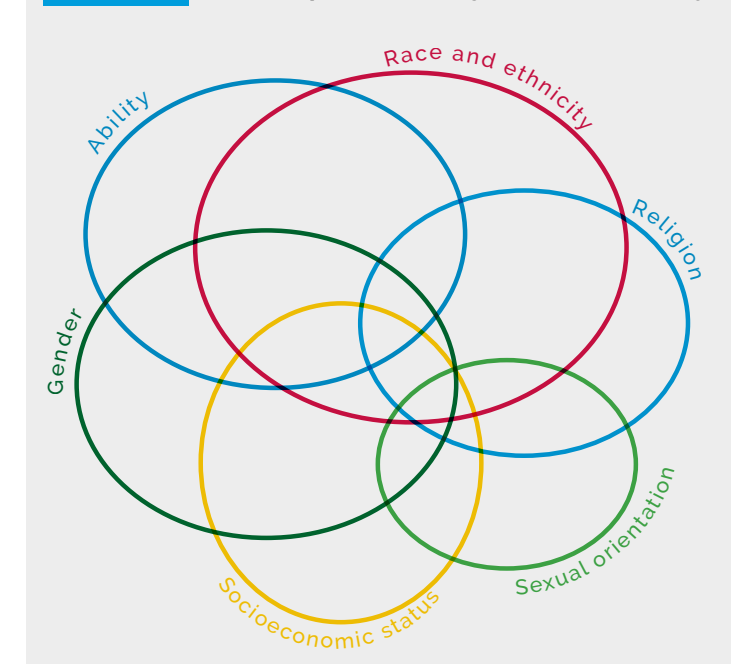 Race and ethnicity
Ability
Religion
Gender
Sexual orientation
Socioeconomic status